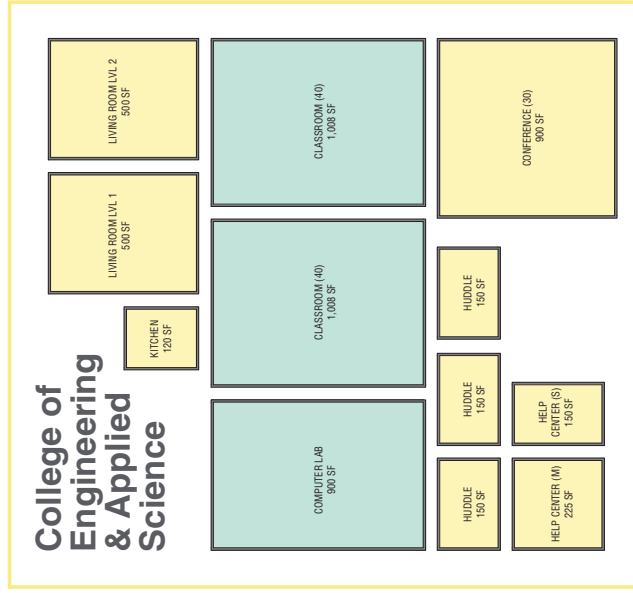 College of
Engineering
& Applied
Science
KITCHEN
120 SF
LIVING ROOM LVL 1
500 SF
LIVING ROOM LVL 2
500 SF
COMPUTER LAB
900 SF
CLASSROOM (40)
1,008 SF
CLASSROOM (40)
1,008 SF
HUDDLE
150 SF
HUDDLE
150 SF
HUDDLE
150 SF
CONFERENCE (30)
900 SF
HELP CENTER (M)
225 SF
HELP
CENTER (S)
150 SF